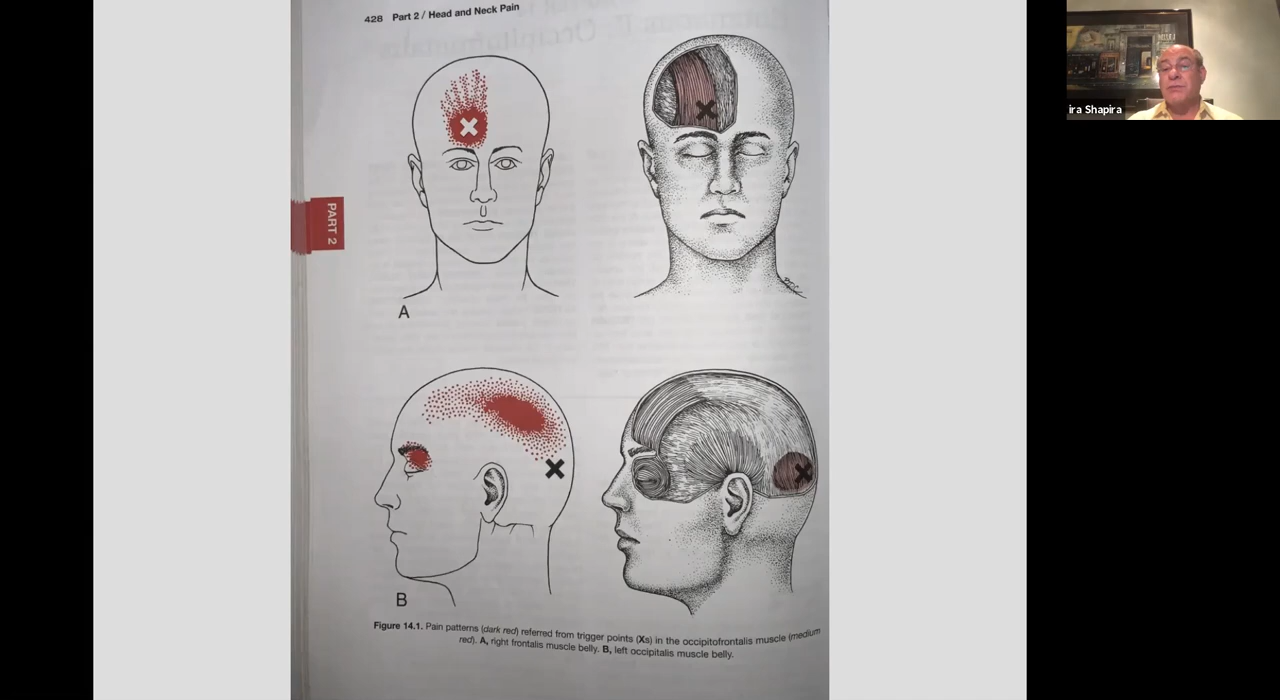 428 Part 2 / Head and Neck Pain
PART 2
A
B
Figure 14.1. Pain patterns (dark red) referred from trigger points (Xs) in the occipitofrontalis muscle (medium
red). A, right frontalis muscle belly. B, left occipitalis muscle belly.
ira Shapira